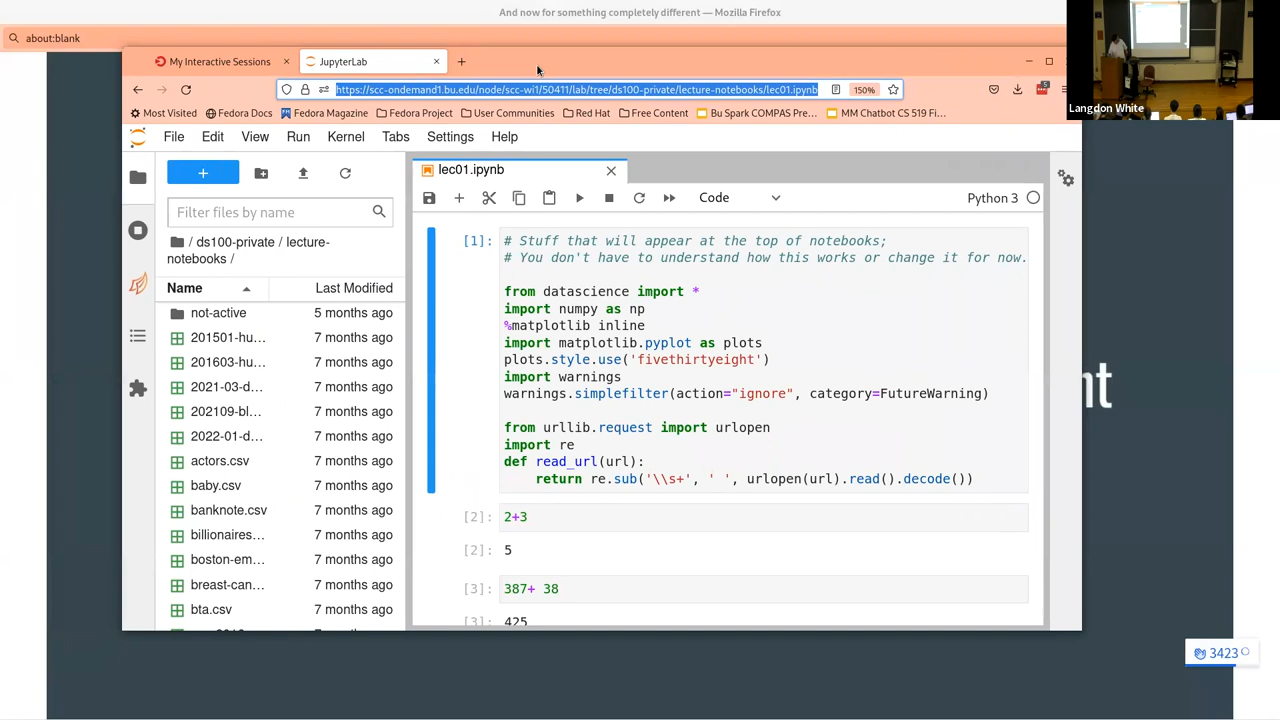 And now for something completely different — Mozilla Firefox
about:blank
My Interactive Sessions
JupyterLab
https://scc-ondemand1.bu.edu/node/scc-wi1/50411/lab/tree/ds100-private/lecture-notebooks/lec01.ipynb
150%
Most Visited
Fedora Docs
Fedora Magazine
Fedora Project
User Communities
Red Hat
Free Content
Bu Spark COMPAS Pre…
MM Chatbot CS 519 Fi…
Langdon White
File Edit View Run Kernel Tabs Settings Help
lec01.ipynb
Filter files by name
Code
Python 3
/ ds100-private / lecture-
notebooks /
Name Last Modified
not-active 5 months ago
201501-hu… 7 months ago
201603-hu… 7 months ago
2021-03-d… 7 months ago
202109-bl… 7 months ago
2022-01-d… 7 months ago
actors.csv 7 months ago
baby.csv 7 months ago
banknote.csv 7 months ago
billionaires… 7 months ago
boston-em… 7 months ago
breast-can… 7 months ago
bta.csv 7 months ago
[1]: # Stuff that will appear at the top of notebooks;
# You don't have to understand how this works or change it for now.
from datascience import *
import numpy as np
%matplotlib inline
import matplotlib.pyplot as plots
plots.style.use('fivethirtyeight')
import warnings
warnings.simplefilter(action="ignore", category=FutureWarning)
from urllib.request import urlopen
import re
def read_url(url):
return re.sub('\\s+', ' ', urlopen(url).read().decode())
[2]: 2+3
[2]: 5
[3]: 387+ 38
[3]: 425
nt
3423